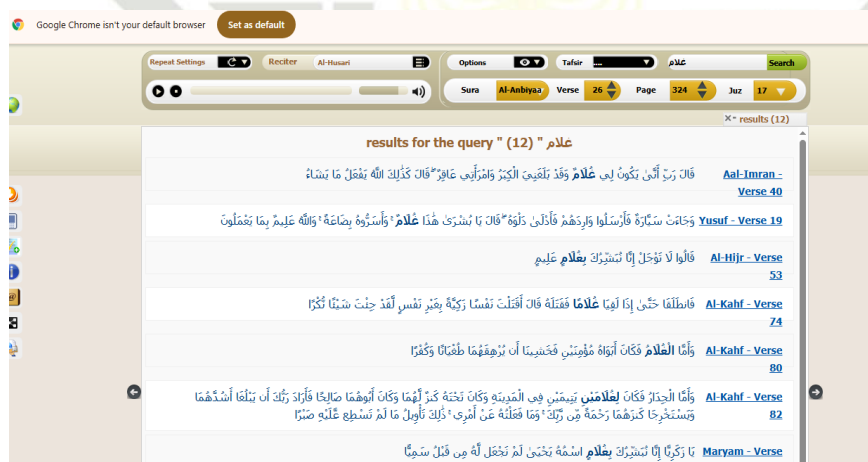 Google Chrome isn't your default browser Set as default
Repeat Settings Reciter Al-Husari
Options Tafsir .... غلام Search
Sura Al-Anbiyaa Verse 26 Page 324 Juz 17
results (12)
results for the query " (12) " غلام
قَالَ رَبِّ أَنَّىٰ يَكُونُ لِي غُلَامٌ وَقَدْ بَلَغَنِيَ الْكِبَرُ وَامْرَأَتِي عَاقِرٌ ۖ قَالَ كَذَٰلِكَ اللَّهُ يَفْعَلُ مَا يَشَاءُ Aal-Imran -
Verse 40
وَجَاءَتْ سَيَّارَةٌ فَأَرْسَلُوا وَارِدَهُمْ فَأَدْلَىٰ دَلْوَهُ ۖ قَالَ يَا بُشْرَىٰ هَٰذَا غُلَامٌ ۚ وَأَسَرُّوهُ بِضَاعَةً ۚ وَاللَّهُ عَلِيمٌ بِمَا يَعْمَلُونَ Yusuf - Verse 19
قَالُوا لَا تَوْجَلْ إِنَّا نُبَشِّرُكَ بِغُلَامٍ عَلِيمٍ Al-Hijr - Verse
53
فَانطَلَقَا حَتَّىٰ إِذَا لَقِيَا غُلَامًا فَقَتَلَهُ قَالَ أَقَتَلْتَ نَفْسًا زَكِيَّةً بِغَيْرِ نَفْسٍ لَّقَدْ جِئْتَ شَيْئًا نُّكْرًا Al-Kahf - Verse
74
وَأَمَّا الْغُلَامُ فَكَانَ أَبَوَاهُ مُؤْمِنَيْنِ فَخَشِينَا أَن يُرْهِقَهُمَا طُغْيَانًا وَكُفْرًا Al-Kahf - Verse
80
وَأَمَّا الْجِدَارُ فَكَانَ لِغُلَامَيْنِ يَتِيمَيْنِ فِي الْمَدِينَةِ وَكَانَ تَحْتَهُ كَنزٌ لَّهُمَا وَكَانَ أَبُوهُمَا صَالِحًا فَأَرَادَ رَبُّكَ أَن يَبْلُغَا أَشُدَّهُمَا Al-Kahf - Verse
وَيَسْتَخْرِجَا كَنزَهُمَا رَحْمَةً مِّن رَّبِّكَ ۚ وَمَا فَعَلْتُهُ عَنْ أَمْرِي ۚ ذَٰلِكَ تَأْوِيلُ مَا لَمْ تَسْطِع عَّلَيْهِ صَبْرًا 82
يَا زَكَرِيَّا إِنَّا نُبَشِّرُكَ بِغُلَامٍ اسْمُهُ يَحْيَىٰ لَمْ نَجْعَل لَّهُ مِن قَبْلُ سَمِيًّا Maryam - Verse